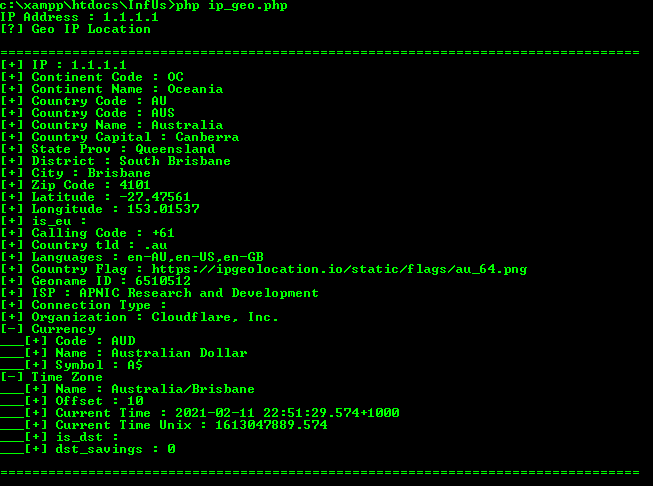 c:\xampp\htdocs\InfUs>php ip_geo.php
IP Address : 1.1.1.1
[?] Geo IP Location
================================================================================
[+] IP : 1.1.1.1
[+] Continent Code : OC
[+] Continent Name : Oceania
[+] Country Code : AU
[+] Country Code : AUS
[+] Country Name : Australia
[+] Country Capital : Canberra
[+] State Prov : Queensland
[+] District : South Brisbane
[+] City : Brisbane
[+] Zip Code : 4101
[+] Latitude : -27.47561
[+] Longitude : 153.01537
[+] is_eu :
[+] Calling Code : +61
[+] Country tld : .au
[+] Languages : en-AU,en-US,en-GB
[+] Country Flag : https://ipgeolocation.io/static/flags/au_64.png
[+] Geoname ID : 6510512
[+] ISP : APNIC Research and Development
[+] Connection Type :
[+] Organization : Cloudflare, Inc.
[-] Currency
___[+] Code : AUD
___[+] Name : Australian Dollar
___[+] Symbol : A$
[-] Time Zone
___[+] Name : Australia/Brisbane
___[+] Offset : 10
___[+] Current Time : 2021-02-11 22:51:29.574+1000
___[+] Current Time Unix : 1613047889.574
___[+] is_dst :
___[+] dst_savings : 0
================================================================================